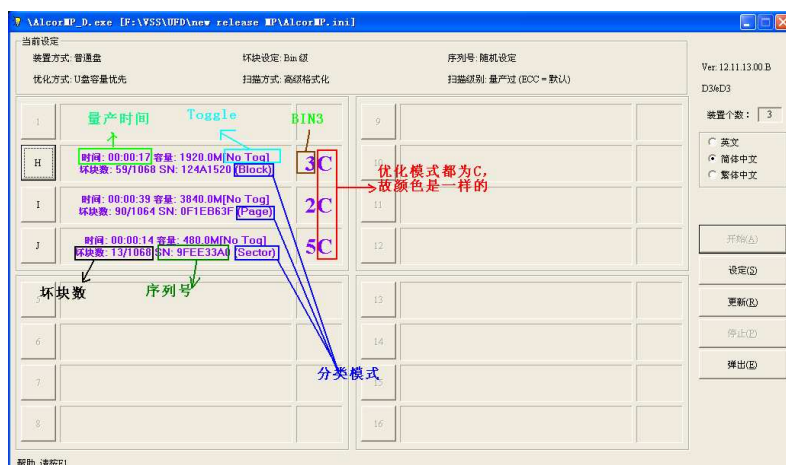 \AlcorMP_D.exe [F:\VSS\UFD\new release MP\AlcorMP.ini]
当前设定
装置方式: 普通盘
坏块设定: Bin 级
序列号: 随机设定
优化方式: U盘容量优先
扫描方式: 高级格式化
扫描级别: 量产过 (ECC = 默认)
Ver: 12.11.13.00.B
D3/eD3
装置个数: 3
英文
简体中文
繁体中文
开始(A)
设定(S)
更新(R)
停止(P)
弹出(E)
量产时间
Toggle
BIN3
1
H
时间: 00:00:17 容量: 1920.0M[No Tog]
坏块数: 59/1068 SN: 124A1520 (Block)
3C
I
时间: 00:00:39 容量: 3840.0M[No Tog]
坏块数: 90/1064 SN: 0F1EB63F (Page)
2C
J
时间: 00:00:14 容量: 480.0M[No Tog]
坏块数: 13/1068 SN: 9FEE33A0 (Sector)
5C
优化模式都为C,
故颜色是一样的
坏块数
序列号
分类模式
6
7
8
9
10
11
12
13
14
15
16
帮助, 请按F1